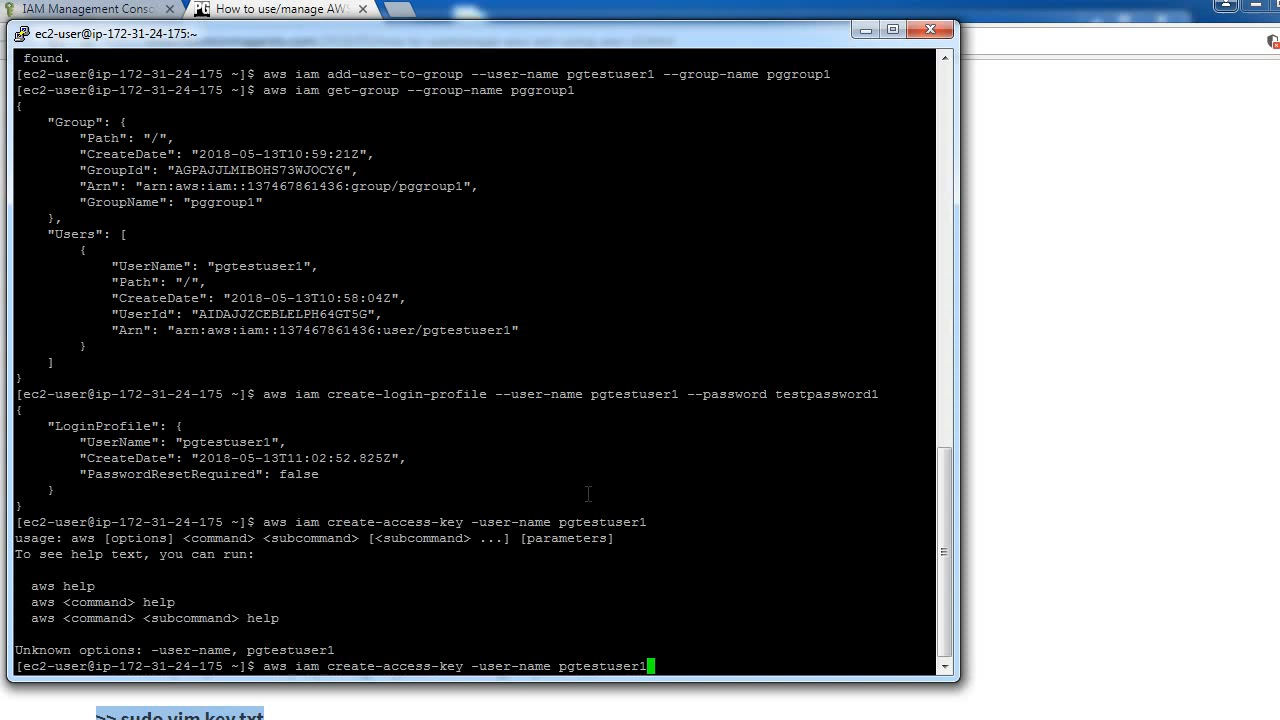 IAM Management Conso
PG How to use/manage AW
ec2-user@ip-172-31-24-175:~
found.
[ec2-user@ip-172-31-24-175 ~]$ aws iam add-user-to-group --user-name pgtestuser1 --group-name pggroup1
[ec2-user@ip-172-31-24-175 ~]$ aws iam get-group --group-name pggroup1
{
"Group": {
"Path": "/",
"CreateDate": "2018-05-13T10:59:21Z",
"GroupId": "AGPAJJLMIBOHS73WJOCY6",
"Arn": "arn:aws:iam::137467861436:group/pggroup1",
"GroupName": "pggroup1"
},
"Users": [
{
"UserName": "pgtestuser1",
"Path": "/",
"CreateDate": "2018-05-13T10:58:04Z",
"UserId": "AIDAJJZCEBLELPH64GT5G",
"Arn": "arn:aws:iam::137467861436:user/pgtestuser1"
}
]
}
[ec2-user@ip-172-31-24-175 ~]$ aws iam create-login-profile --user-name pgtestuser1 --password testpassword1
{
"LoginProfile": {
"UserName": "pgtestuser1",
"CreateDate": "2018-05-13T11:02:52.825Z",
"PasswordResetRequired": false
}
}
[ec2-user@ip-172-31-24-175 ~]$ aws iam create-access-key -user-name pgtestuser1
usage: aws [options] <command> <subcommand> [<subcommand> ...] [parameters]
To see help text, you can run:
aws help
aws <command> help
aws <command> <subcommand> help
Unknown options: -user-name, pgtestuser1
[ec2-user@ip-172-31-24-175 ~]$ aws iam create-access-key -user-name pgtestuser1
>> sudo vim key.txt